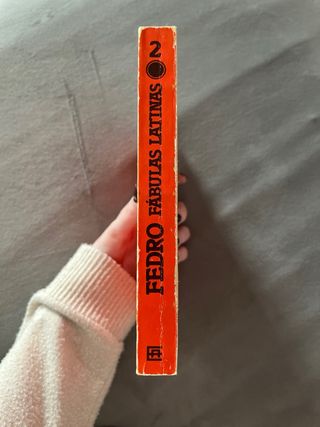 FEDRO FÁBULAS LATINAS 2